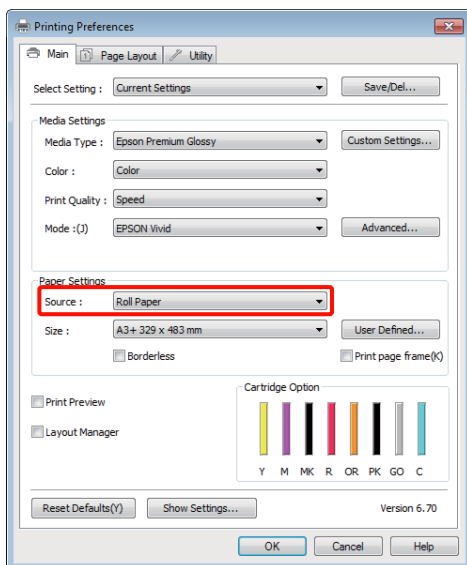 Printing Preferences
Main Page Layout Utility
Select Setting : Current Settings Save/Del...
Media Settings
Media Type : Epson Premium Glossy Custom Settings...
Color : Color
Print Quality : Speed
Mode :(J) EPSON Vivid Advanced...
Paper Settings
Source : Roll Paper
Size : A3+ 329 x 483 mm User Defined...
Borderless Print page frame(K)
Cartridge Option
Print Preview
Layout Manager
Y M MK R OR PK GO C
Reset Defaults(Y) Show Settings... Version 6.70
OK Cancel Help